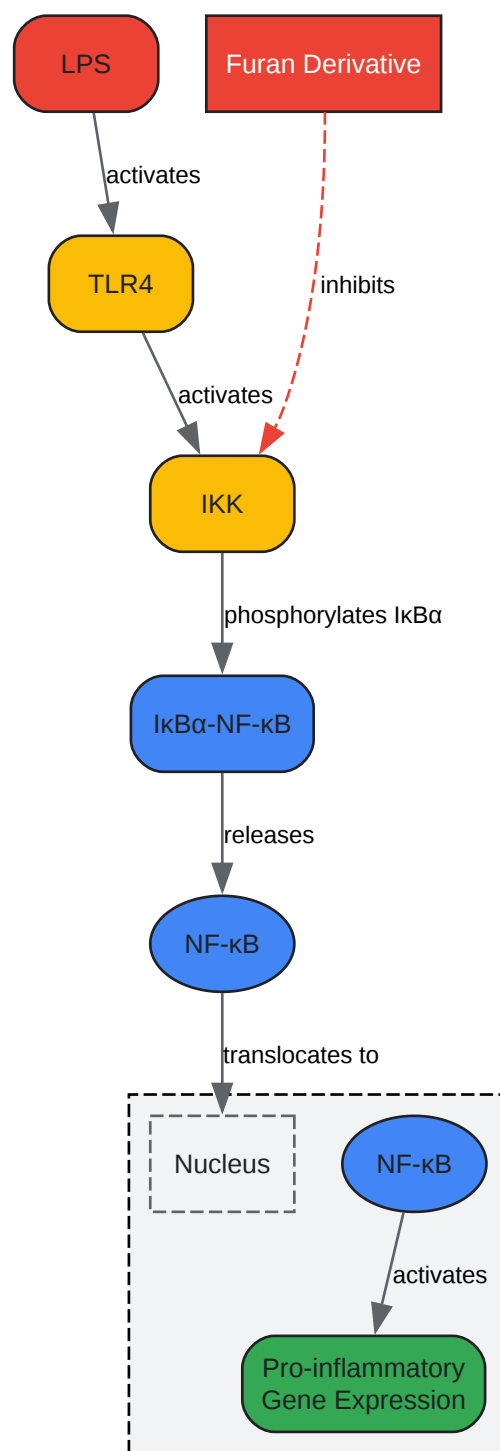 LPS
Furan Derivative
activates
TLR4
inhibits
activates
IKK
phosphorylates IκBα
IκBα-NF-κB
releases
NF-κB
translocates to
Nucleus
NF-κB
activates
Pro-inflammatory
Gene Expression